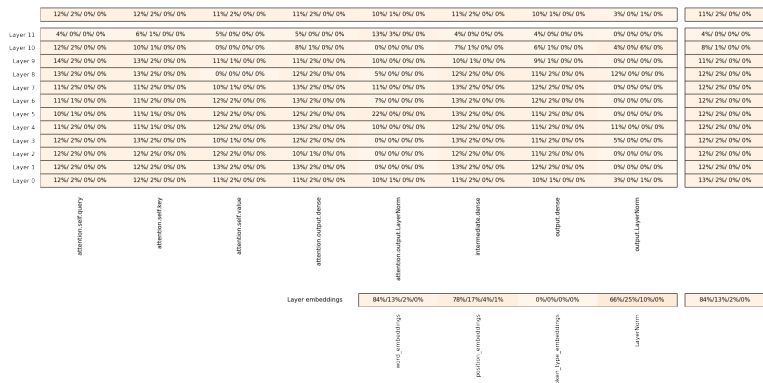 12%/ 2%/ 0%/ 0% 12%/ 2%/ 0%/ 0% 11%/ 2%/ 0%/ 0% 11%/ 2%/ 0%/ 0% 10%/ 1%/ 0%/ 0% 11%/ 2%/ 0%/ 0% 10%/ 1%/ 0%/ 0% 3%/ 0%/ 1%/ 0% 11%/ 2%/ 0%/ 0%
Layer 11 4%/ 0%/ 0%/ 0% 6%/ 1%/ 0%/ 0% 5%/ 0%/ 0%/ 0% 5%/ 0%/ 0%/ 0% 13%/ 3%/ 0%/ 0% 4%/ 0%/ 0%/ 0% 4%/ 0%/ 0%/ 0% 0%/ 0%/ 0%/ 0% 4%/ 0%/ 0%/ 0%
Layer 10 12%/ 2%/ 0%/ 0% 10%/ 1%/ 0%/ 0% 0%/ 0%/ 0%/ 0% 8%/ 1%/ 0%/ 0% 0%/ 0%/ 0%/ 0% 7%/ 1%/ 0%/ 0% 6%/ 1%/ 0%/ 0% 4%/ 0%/ 6%/ 0% 8%/ 1%/ 0%/ 0%
Layer 9 14%/ 2%/ 0%/ 0% 13%/ 2%/ 0%/ 0% 11%/ 1%/ 0%/ 0% 11%/ 2%/ 0%/ 0% 10%/ 0%/ 0%/ 0% 10%/ 1%/ 0%/ 0% 9%/ 1%/ 0%/ 0% 0%/ 0%/ 0%/ 0% 11%/ 2%/ 0%/ 0%
Layer 8 13%/ 2%/ 0%/ 0% 13%/ 2%/ 0%/ 0% 0%/ 0%/ 0%/ 0% 12%/ 2%/ 0%/ 0% 5%/ 0%/ 0%/ 0% 12%/ 2%/ 0%/ 0% 11%/ 2%/ 0%/ 0% 12%/ 0%/ 0%/ 0% 12%/ 2%/ 0%/ 0%
Layer 7 11%/ 2%/ 0%/ 0% 11%/ 2%/ 0%/ 0% 10%/ 1%/ 0%/ 0% 13%/ 2%/ 0%/ 0% 11%/ 0%/ 0%/ 0% 13%/ 2%/ 0%/ 0% 12%/ 2%/ 0%/ 0% 0%/ 0%/ 0%/ 0% 12%/ 2%/ 0%/ 0%
Layer 6 11%/ 1%/ 0%/ 0% 11%/ 2%/ 0%/ 0% 12%/ 2%/ 0%/ 0% 13%/ 2%/ 0%/ 0% 7%/ 0%/ 0%/ 0% 13%/ 2%/ 0%/ 0% 12%/ 2%/ 0%/ 0% 0%/ 0%/ 0%/ 0% 12%/ 2%/ 0%/ 0%
Layer 5 10%/ 1%/ 0%/ 0% 11%/ 1%/ 0%/ 0% 12%/ 2%/ 0%/ 0% 13%/ 2%/ 0%/ 0% 22%/ 0%/ 0%/ 0% 13%/ 2%/ 0%/ 0% 12%/ 2%/ 0%/ 0% 0%/ 0%/ 0%/ 0% 12%/ 2%/ 0%/ 0%
Layer 4 11%/ 2%/ 0%/ 0% 11%/ 1%/ 0%/ 0% 12%/ 2%/ 0%/ 0% 13%/ 2%/ 0%/ 0% 10%/ 0%/ 0%/ 0% 12%/ 2%/ 0%/ 0% 11%/ 2%/ 0%/ 0% 11%/ 0%/ 0%/ 0% 12%/ 2%/ 0%/ 0%
Layer 3 12%/ 2%/ 0%/ 0% 13%/ 2%/ 0%/ 0% 10%/ 1%/ 0%/ 0% 12%/ 2%/ 0%/ 0% 0%/ 0%/ 0%/ 0% 13%/ 2%/ 0%/ 0% 11%/ 2%/ 0%/ 0% 5%/ 0%/ 0%/ 0% 12%/ 2%/ 0%/ 0%
Layer 2 12%/ 2%/ 0%/ 0% 11%/ 2%/ 0%/ 0% 12%/ 2%/ 0%/ 0% 10%/ 1%/ 0%/ 0% 0%/ 0%/ 0%/ 0% 12%/ 2%/ 0%/ 0% 11%/ 2%/ 0%/ 0% 0%/ 0%/ 0%/ 0% 12%/ 2%/ 0%/ 0%
Layer 1 12%/ 2%/ 0%/ 0% 12%/ 2%/ 0%/ 0% 13%/ 2%/ 0%/ 0% 13%/ 2%/ 0%/ 0% 0%/ 0%/ 0%/ 0% 13%/ 2%/ 0%/ 0% 12%/ 2%/ 0%/ 0% 0%/ 0%/ 0%/ 0% 12%/ 2%/ 0%/ 0%
Layer 0 12%/ 2%/ 0%/ 0% 12%/ 2%/ 0%/ 0% 11%/ 2%/ 0%/ 0% 11%/ 2%/ 0%/ 0% 10%/ 1%/ 0%/ 0% 11%/ 2%/ 0%/ 0% 10%/ 1%/ 0%/ 0% 3%/ 0%/ 1%/ 0% 13%/ 2%/ 0%/ 0%
attention.self.query
attention.self.key
attention.self.value
attention.output.dense
attention.output.LayerNorm
intermediate.dense
output.dense
output.LayerNorm
Layer embeddings 84%/13%/2%/0% 78%/17%/4%/1% 0%/0%/0%/0% 66%/25%/10%/0% 84%/13%/2%/0%
word_embeddings
position_embeddings
ken_type_embeddings
LayerNorm